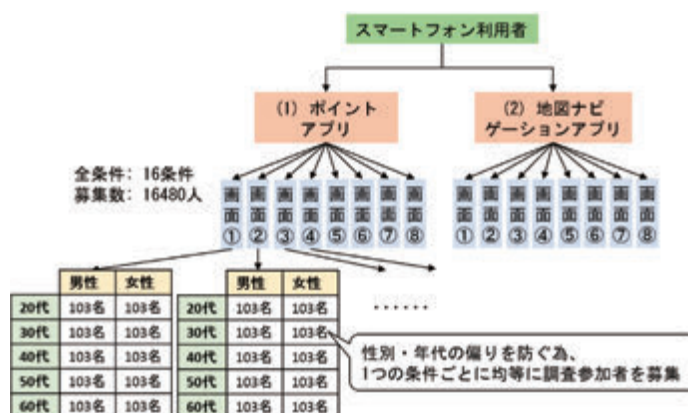 スマートフォン利用者
(1) ポイント
アプリ
(2) 地図ナビ
ゲーションアプリ
全条件: 16条件
募集数: 16480人
画面① 画面② 画面③ 画面④ 画面⑤ 画面⑥ 画面⑦ 画面⑧
画面① 画面② 画面③ 画面④ 画面⑤ 画面⑥ 画面⑦ 画面⑧
男性 女性
20代 103名 103名
30代 103名 103名
40代 103名 103名
50代 103名 103名
60代 103名 103名
男性 女性
20代 103名 103名
30代 103名 103名
40代 103名 103名
50代 103名 103名
60代 103名 103名
……
性別・年代の偏りを防ぐ為、
1つの条件ごとに均等に調査参加者を募集